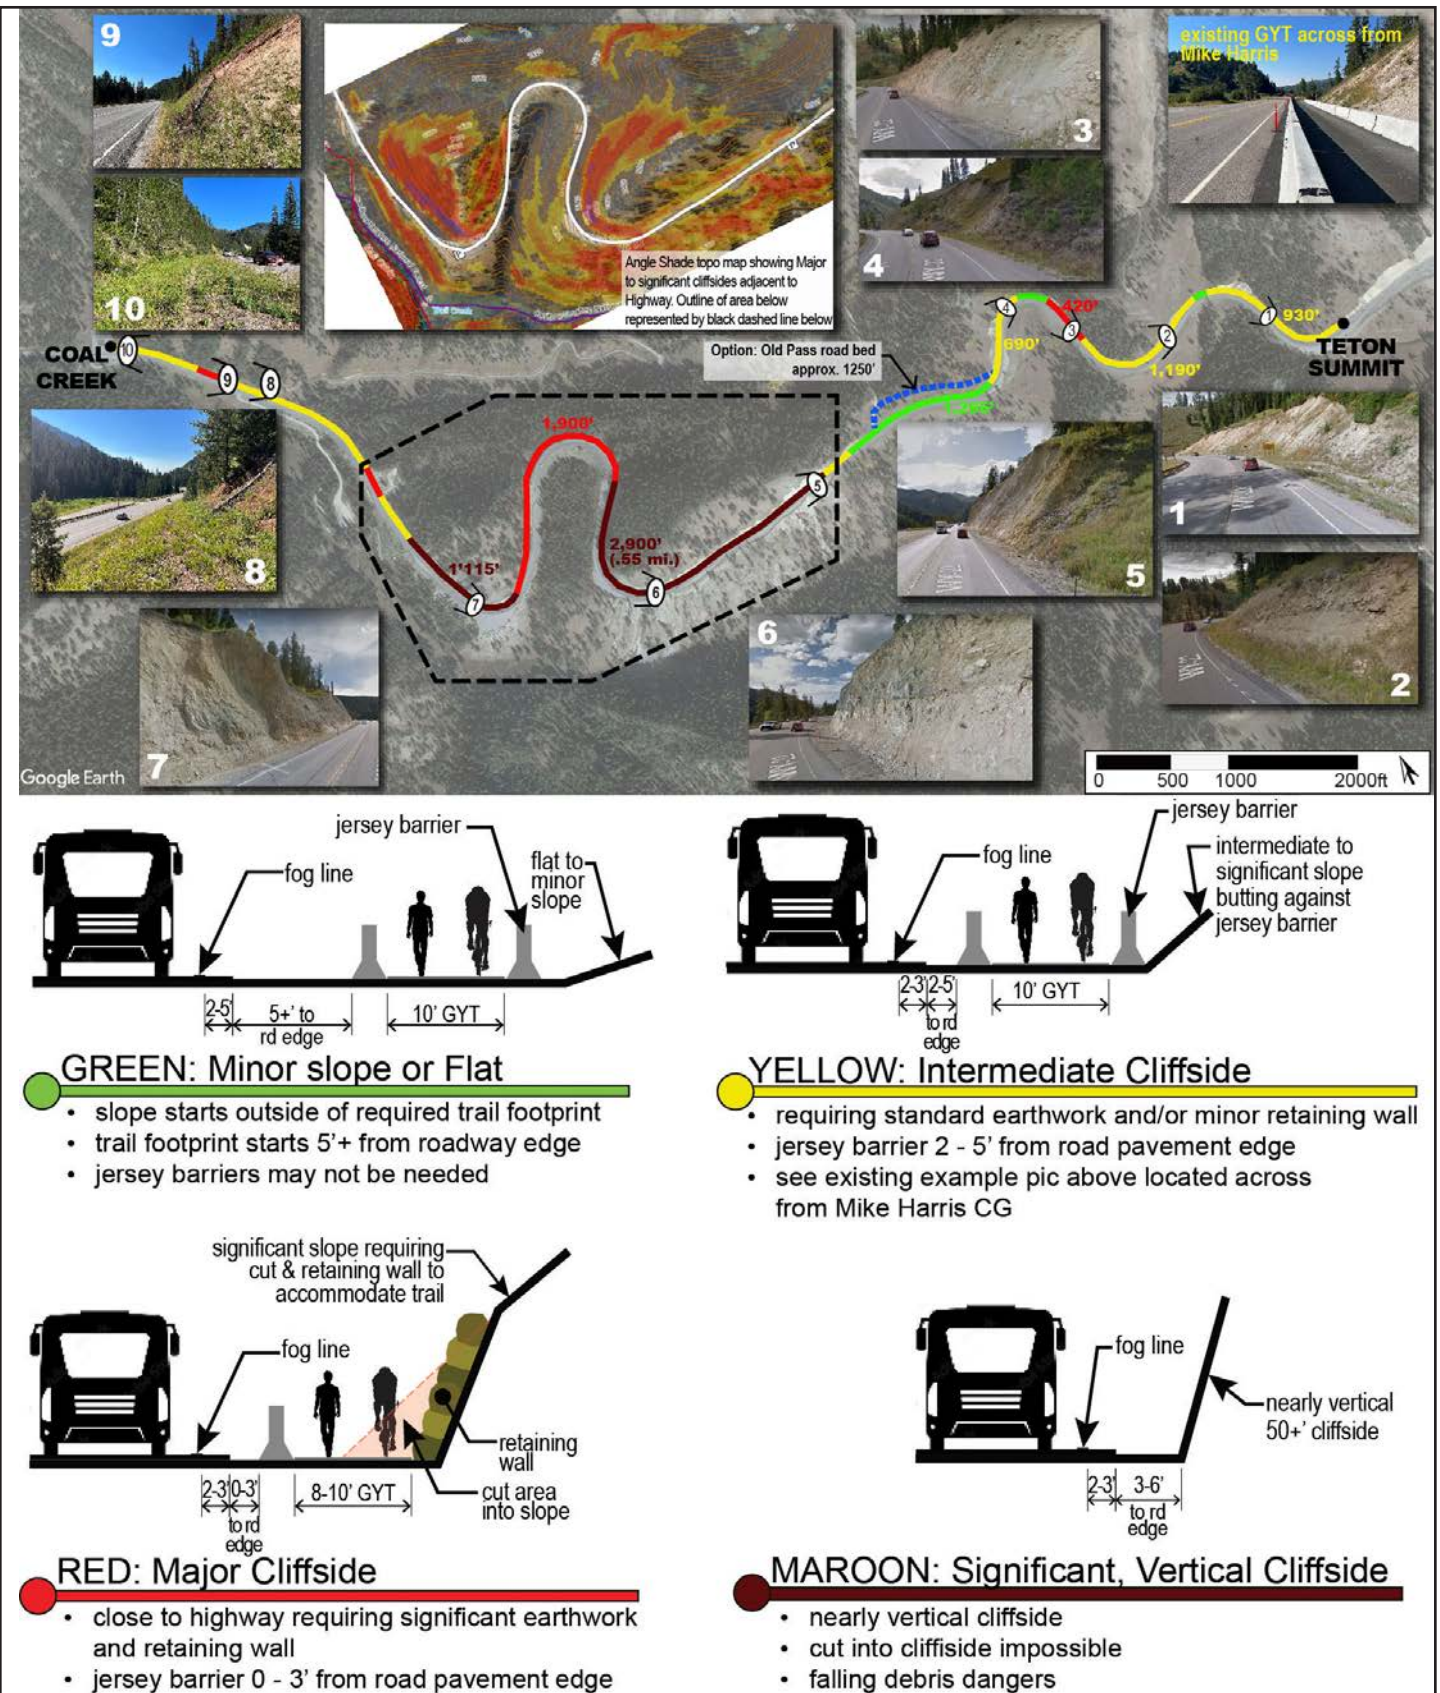 9
existing GYT across from
Mike Harris
3
4
10
Angle Shade topo map showing Major
to significant cliffsides adjacent to
Highway. Outline of area below
represented by black dashed line below
COAL
CREEK
10
9
8
Option: Old Pass road bed
approx. 1250'
4
420'
3
690'
2
1,190'
1
930'
TETON
SUMMIT
1,900'
5
2,900'
(.55 mi.)
1'115'
7
6
8
5
1
2
6
7
Google Earth
0 500 1000 2000ft
jersey barrier
fog line
flat to
minor
slope
2-5'
5+' to
rd edge
10' GYT
GREEN: Minor slope or Flat
• slope starts outside of required trail footprint
• trail footprint starts 5'+ from roadway edge
• jersey barriers may not be needed
jersey barrier
fog line
intermediate to
significant slope
butting against
jersey barrier
2-3' 2-5'
to rd
edge
10' GYT
YELLOW: Intermediate Cliffside
• requiring standard earthwork and/or minor retaining wall
• jersey barrier 2 - 5' from road pavement edge
• see existing example pic above located across
from Mike Harris CG
significant slope requiring
cut & retaining wall to
accommodate trail
fog line
retaining
wall
cut area
into slope
2-3' 0-3'
to rd
edge
8-10' GYT
RED: Major Cliffside
• close to highway requiring significant earthwork
and retaining wall
• jersey barrier 0 - 3' from road pavement edge
fog line
nearly vertical
50+' cliffside
2-3' 3-6'
to rd
edge
MAROON: Significant, Vertical Cliffside
• nearly vertical cliffside
• cut into cliffiside impossible
• falling debris dangers